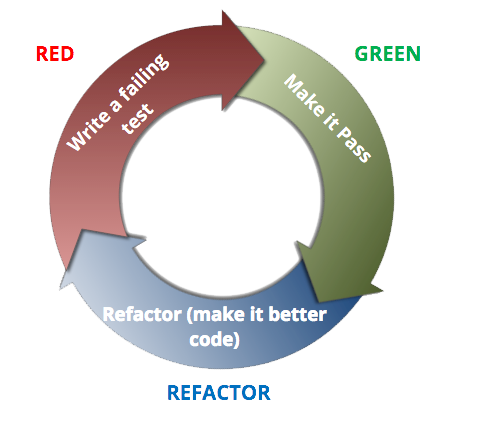 RED
GREEN
Write a failing
test
Make it Pass
Refactor (make it better
code)
REFACTOR